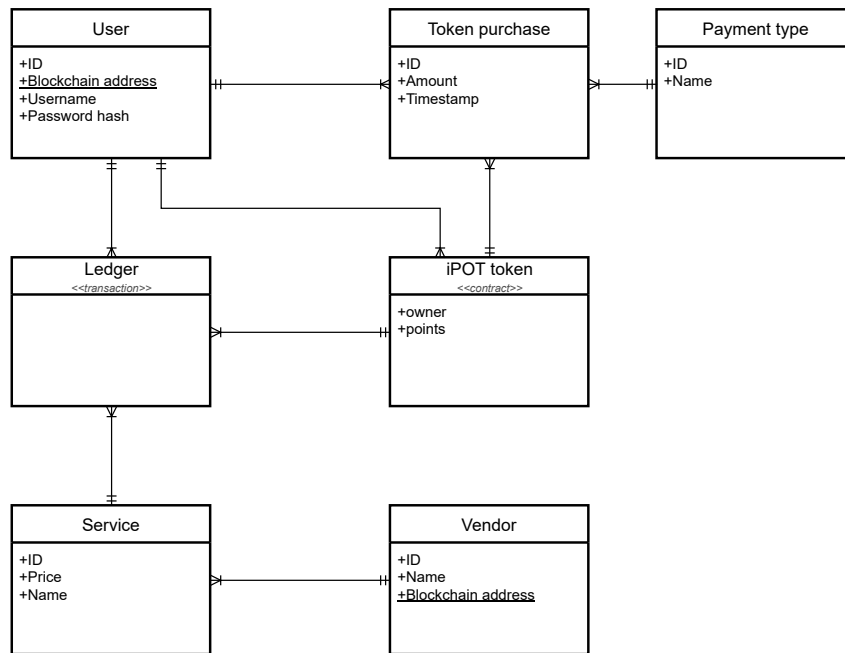 User
+ID
+Blockchain address
+Username
+Password hash
Token purchase
+ID
+Amount
+Timestamp
Payment type
+ID
+Name
Ledger
<<transaction>>
iPOT token
<<contract>>
+owner
+points
Service
+ID
+Price
+Name
Vendor
+ID
+Name
+Blockchain address